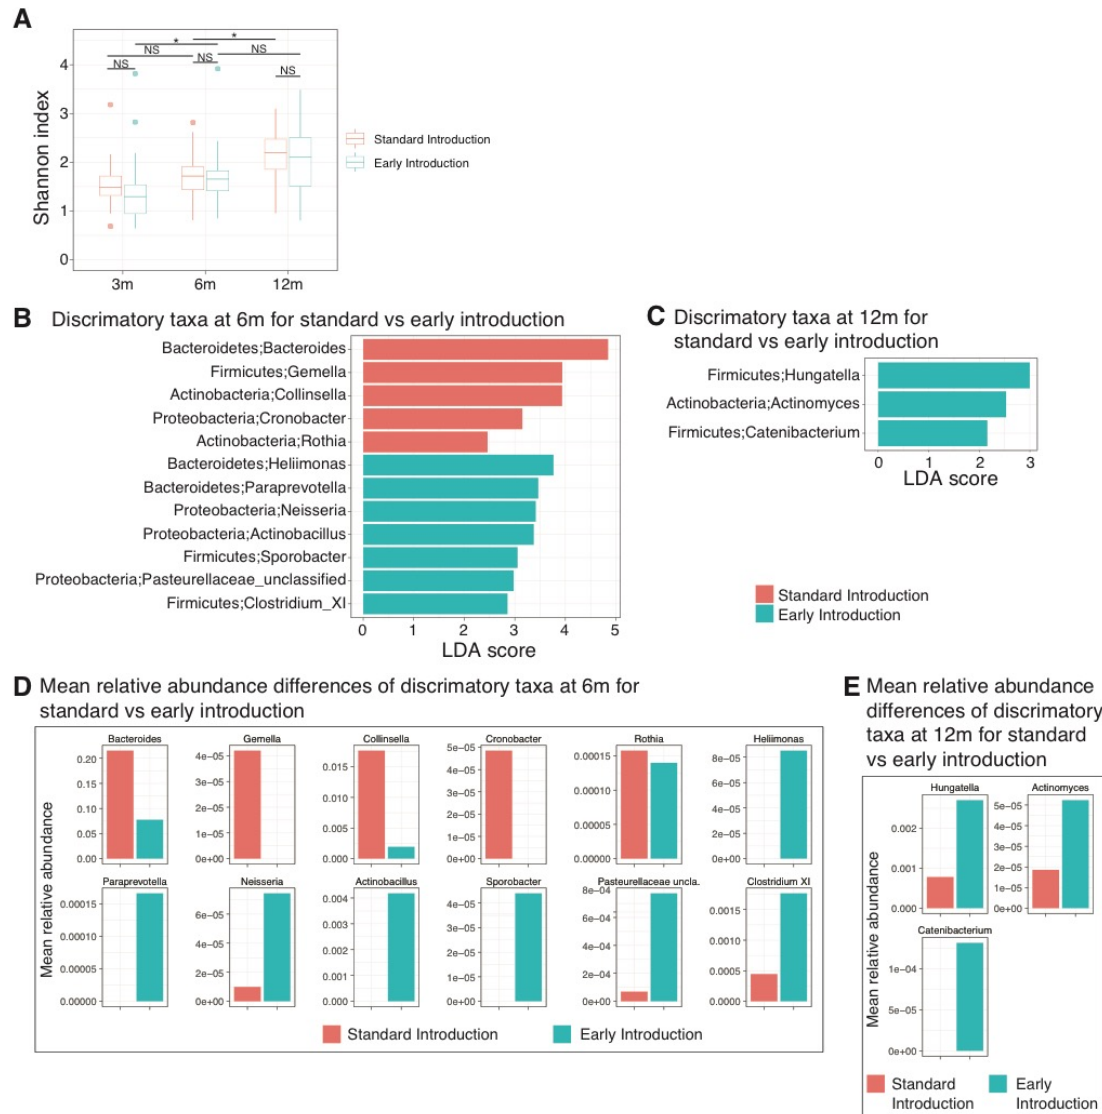 A
Shannon index
4
3
2
1
0
NS
NS
*
NS
*
NS
NS
3m
6m
12m
Standard Introduction
Early Introduction
B Discrimatory taxa at 6m for standard vs early introduction
Bacteroidetes;Bacteroides
Firmicutes;Gemella
Actinobacteria;Collinsella
Proteobacteria;Cronobacter
Actinobacteria;Rothia
Bacteroidetes;Heliimonas
Bacteroidetes;Paraprevotella
Proteobacteria;Neisseria
Proteobacteria;Actinobacillus
Firmicutes;Sporobacter
Proteobacteria;Pasteurellaceae_unclassified
Firmicutes;Clostridium_XI
0 1 2 3 4 5
LDA score
C Discrimatory taxa at 12m for
standard vs early introduction
Firmicutes;Hungatella
Actinobacteria;Actinomyces
Firmicutes;Catenibacterium
0 1 2 3
LDA score
Standard Introduction
Early Introduction
D Mean relative abundance differences of discrimatory taxa at 6m for
standard vs early introduction
Mean relative abundance
Bacteroides
0.20
0.15
0.10
0.05
0.00
Gemella
4e−05
3e−05
2e−05
1e−05
0e+00
Collinsella
0.015
0.010
0.005
0.000
Cronobacter
5e−05
4e−05
3e−05
2e−05
1e−05
0e+00
Rothia
0.00015
0.00010
0.00005
0.00000
Heliimonas
8e−05
6e−05
4e−05
2e−05
0e+00
Paraprevotella
0.00015
0.00010
0.00005
0.00000
Neisseria
6e−05
4e−05
2e−05
0e+00
Actinobacillus
0.004
0.003
0.002
0.001
0.000
Sporobacter
4e−05
3e−05
2e−05
1e−05
0e+00
Pasteurellaceae uncla.
8e−04
6e−04
4e−04
2e−04
0e+00
Clostridium XI
0.0015
0.0010
0.0005
0.0000
Standard Introduction
Early Introduction
E Mean relative abundance
differences of discrimatory
taxa at 12m for standard
vs early introduction
Mean relative abundance
Hungatella
0.002
0.001
0.000
Actinomyces
5e−05
4e−05
3e−05
2e−05
1e−05
0e+00
Catenibacterium
1e−04
5e−05
0e+00
Standard
Introduction
Early
Introduction